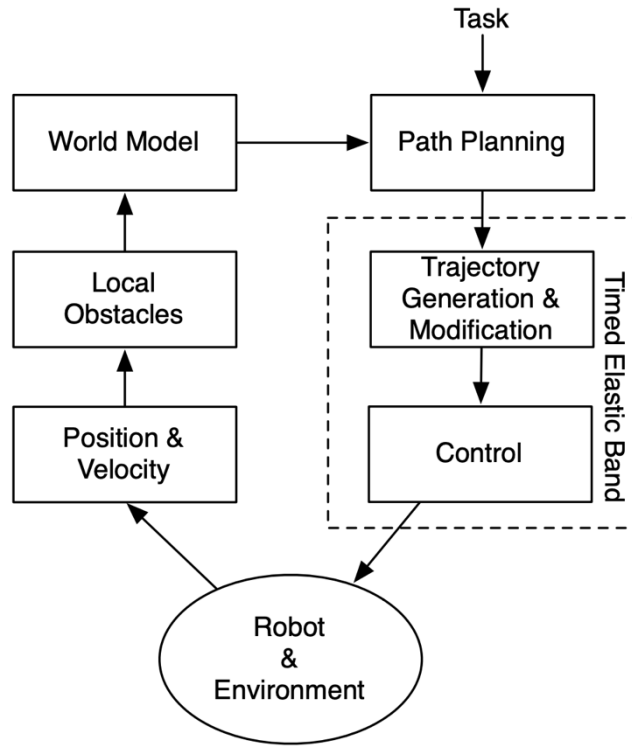 Task
World Model
Path Planning
Local
Obstacles
Trajectory
Generation &
Modification
Timed Elastic Band
Position &
Velocity
Control
Robot
&
Environment